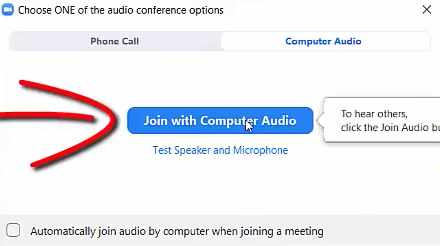 Choose ONE of the audio conference options
Phone Call
Computer Audio
Join with Computer Audio
To hear others,
click the Join Audio
Test Speaker and Microphone
Automatically join audio by computer when joining a meeting